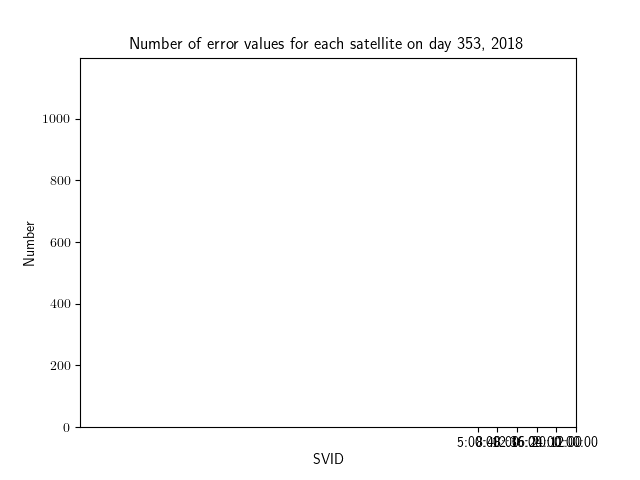 Number of error values for each satellite on day 353, 2018
1000
800
600
400
200
0
Number
SVID